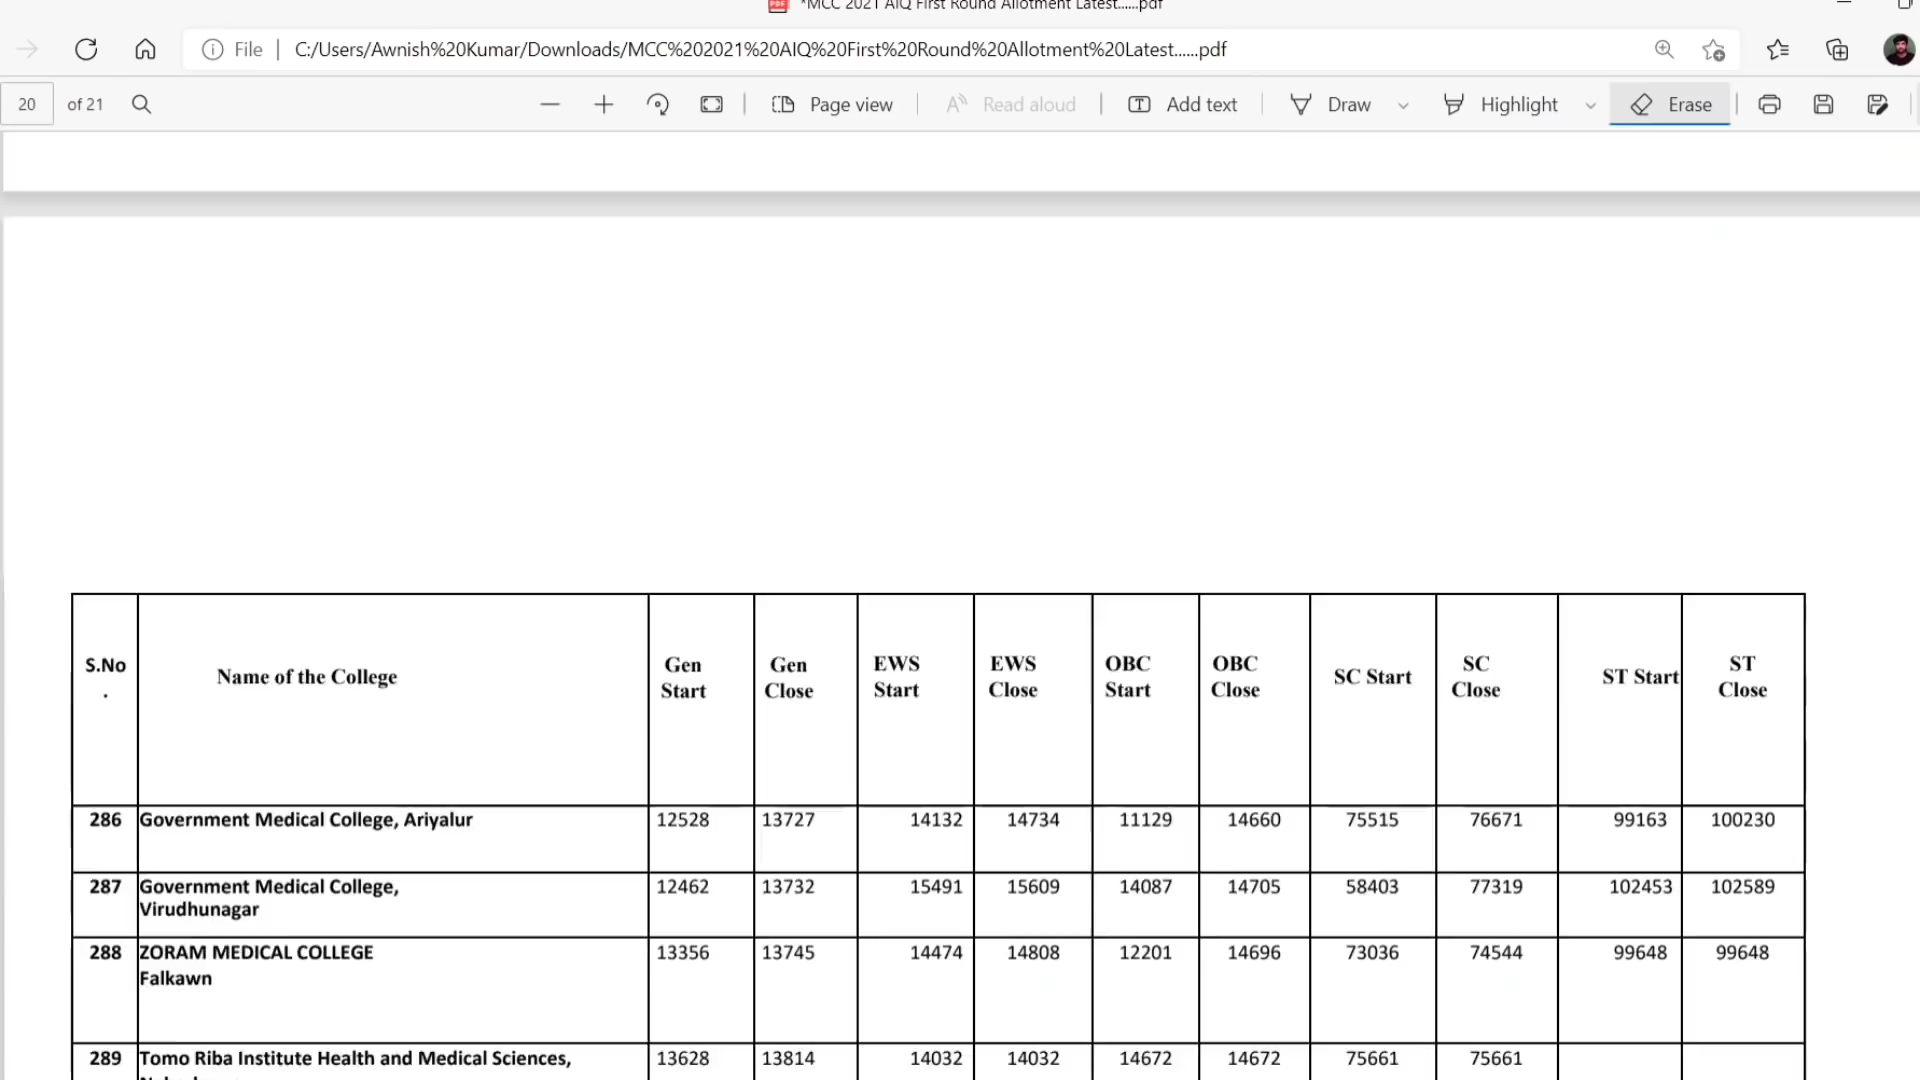 *MCC 2021 AIQ First Round Allotment Latest......pdf
File | C:/Users/Awnish%20Kumar/Downloads/MCC%202021%20AIQ%20First%20Round%20Allotment%20Latest......pdf
20 of 21 Page view Read aloud Add text Draw Highlight Erase
S.No. Name of the College Gen Start Gen Close EWS Start EWS Close OBC Start OBC Close SC Start SC Close ST Start ST Close
286 Government Medical College, Ariyalur 12528 13727 14132 14734 11129 14660 75515 76671 99163 100230
287 Government Medical College, 12462 13732 15491 15609 14087 14705 58403 77319 102453 102589
Virudhunagar
288 ZORAM MEDICAL COLLEGE 13356 13745 14474 14808 12201 14696 73036 74544 99648 99648
Falkawn
289 Tomo Riba Institute Health and Medical Sciences, 13628 13814 14032 14032 14672 14672 75661 75661